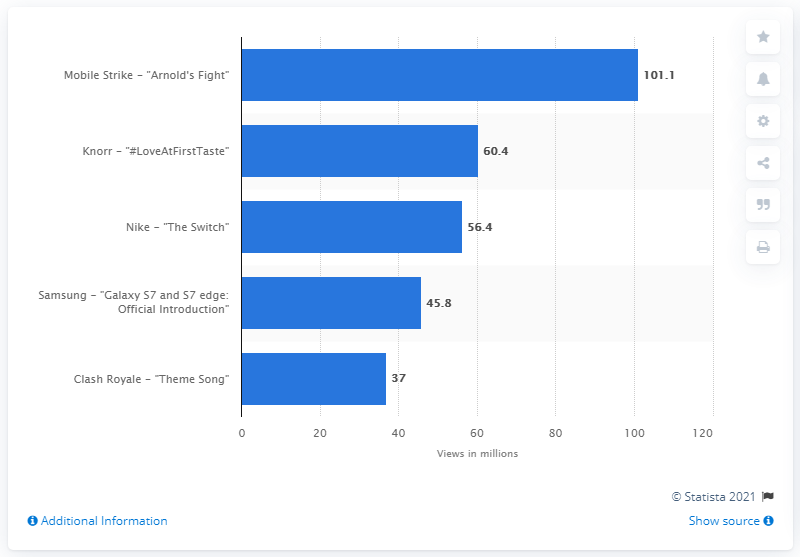 Mobile Strike – "Arnold's Fight"
101.1
Knorr – "#LoveAtFirstTaste"
60.4
Nike – "The Switch"
56.4
Samsung – "Galaxy S7 and S7 edge:
Official Introduction"
45.8
Clash Royale – "Theme Song"
37
0 20 40 60 80 100 120
Views in millions
© Statista 2021
Additional Information
Show source